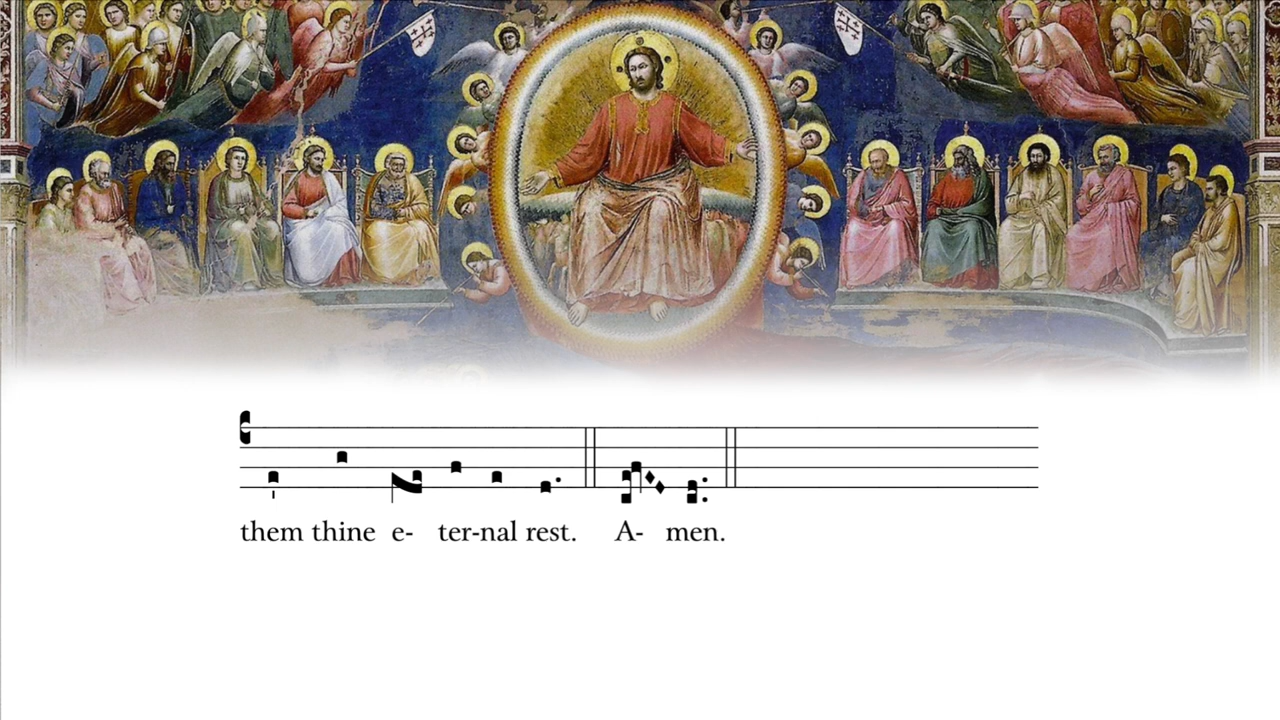 them thine e- ter-nal rest. A- men.